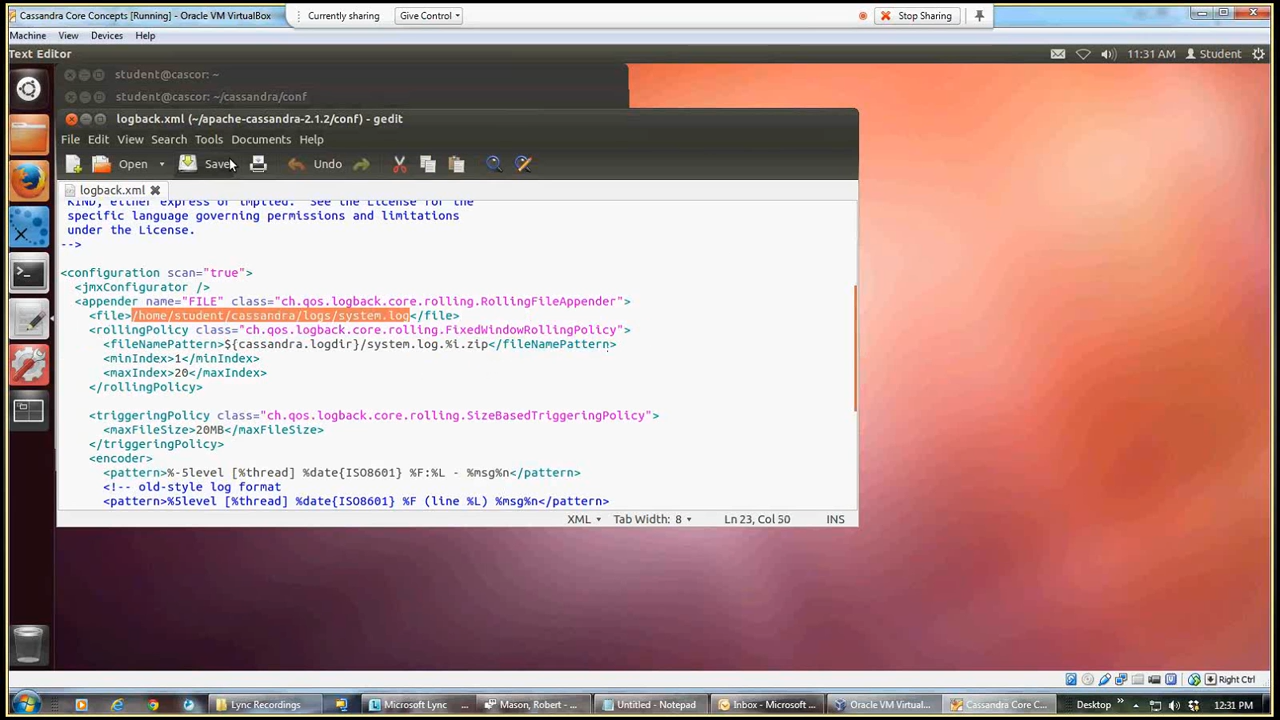 Cassandra Core Concepts [Running] - Oracle VM VirtualBox
Currently sharing
Give Control
Stop Sharing
Machine View Devices Help
Text Editor
11:31 AM
Student
student@cascor: ~
student@cascor: ~/cassandra/conf
logback.xml (~/apache-cassandra-2.1.2/conf) - gedit
File Edit View Search Tools Documents Help
Open Save Undo
logback.xml
KIND, either express or implied.  See the License for the
specific language governing permissions and limitations
under the License.
-->
<configuration scan="true">
<jmxConfigurator />
<appender name="FILE" class="ch.qos.logback.core.rolling.RollingFileAppender">
<file>/home/student/cassandra/logs/system.log</file>
<rollingPolicy class="ch.qos.logback.core.rolling.FixedWindowRollingPolicy">
<fileNamePattern>${cassandra.logdir}/system.log.%i.zip</fileNamePattern>
<minIndex>1</minIndex>
<maxIndex>20</maxIndex>
</rollingPolicy>
<triggeringPolicy class="ch.qos.logback.core.rolling.SizeBasedTriggeringPolicy">
<maxFileSize>20MB</maxFileSize>
</triggeringPolicy>
<encoder>
<pattern>%-5level [%thread] %date{ISO8601} %F:%L - %msg%n</pattern>
<!-- old-style log format
<pattern>%5level [%thread] %date{ISO8601} %F (line %L) %msg%n</pattern>
XML Tab Width: 8 Ln 23, Col 50 INS
Right Ctrl
Lync Recordings
Microsoft Lync ...
Mason, Robert - ...
Untitled - Notepad
Inbox - Microsoft ...
Oracle VM Virtual...
Cassandra Core C...
Desktop
12:31 PM